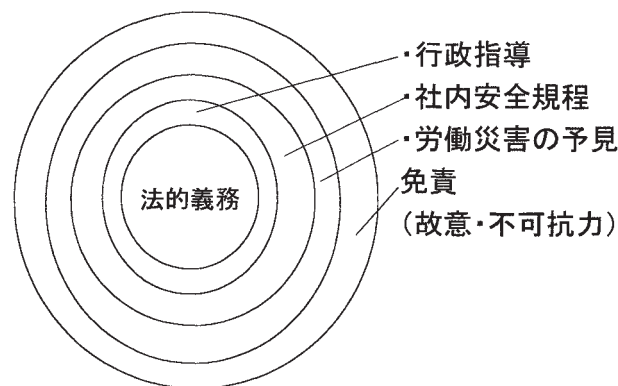 ・行政指導
・社内安全規程
・労働災害の予見
免責
(故意・不可抗力)
法的義務